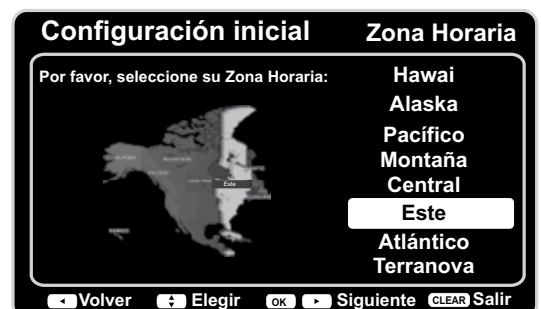 Configuración inicial Zona Horaria
Por favor, seleccione su Zona Horaria:
Hawai
Alaska
Pacífico
Montaña
Central
Este
Atlántico
Terranova
Este
Volver Elegir OK Siguiente CLEAR Salir